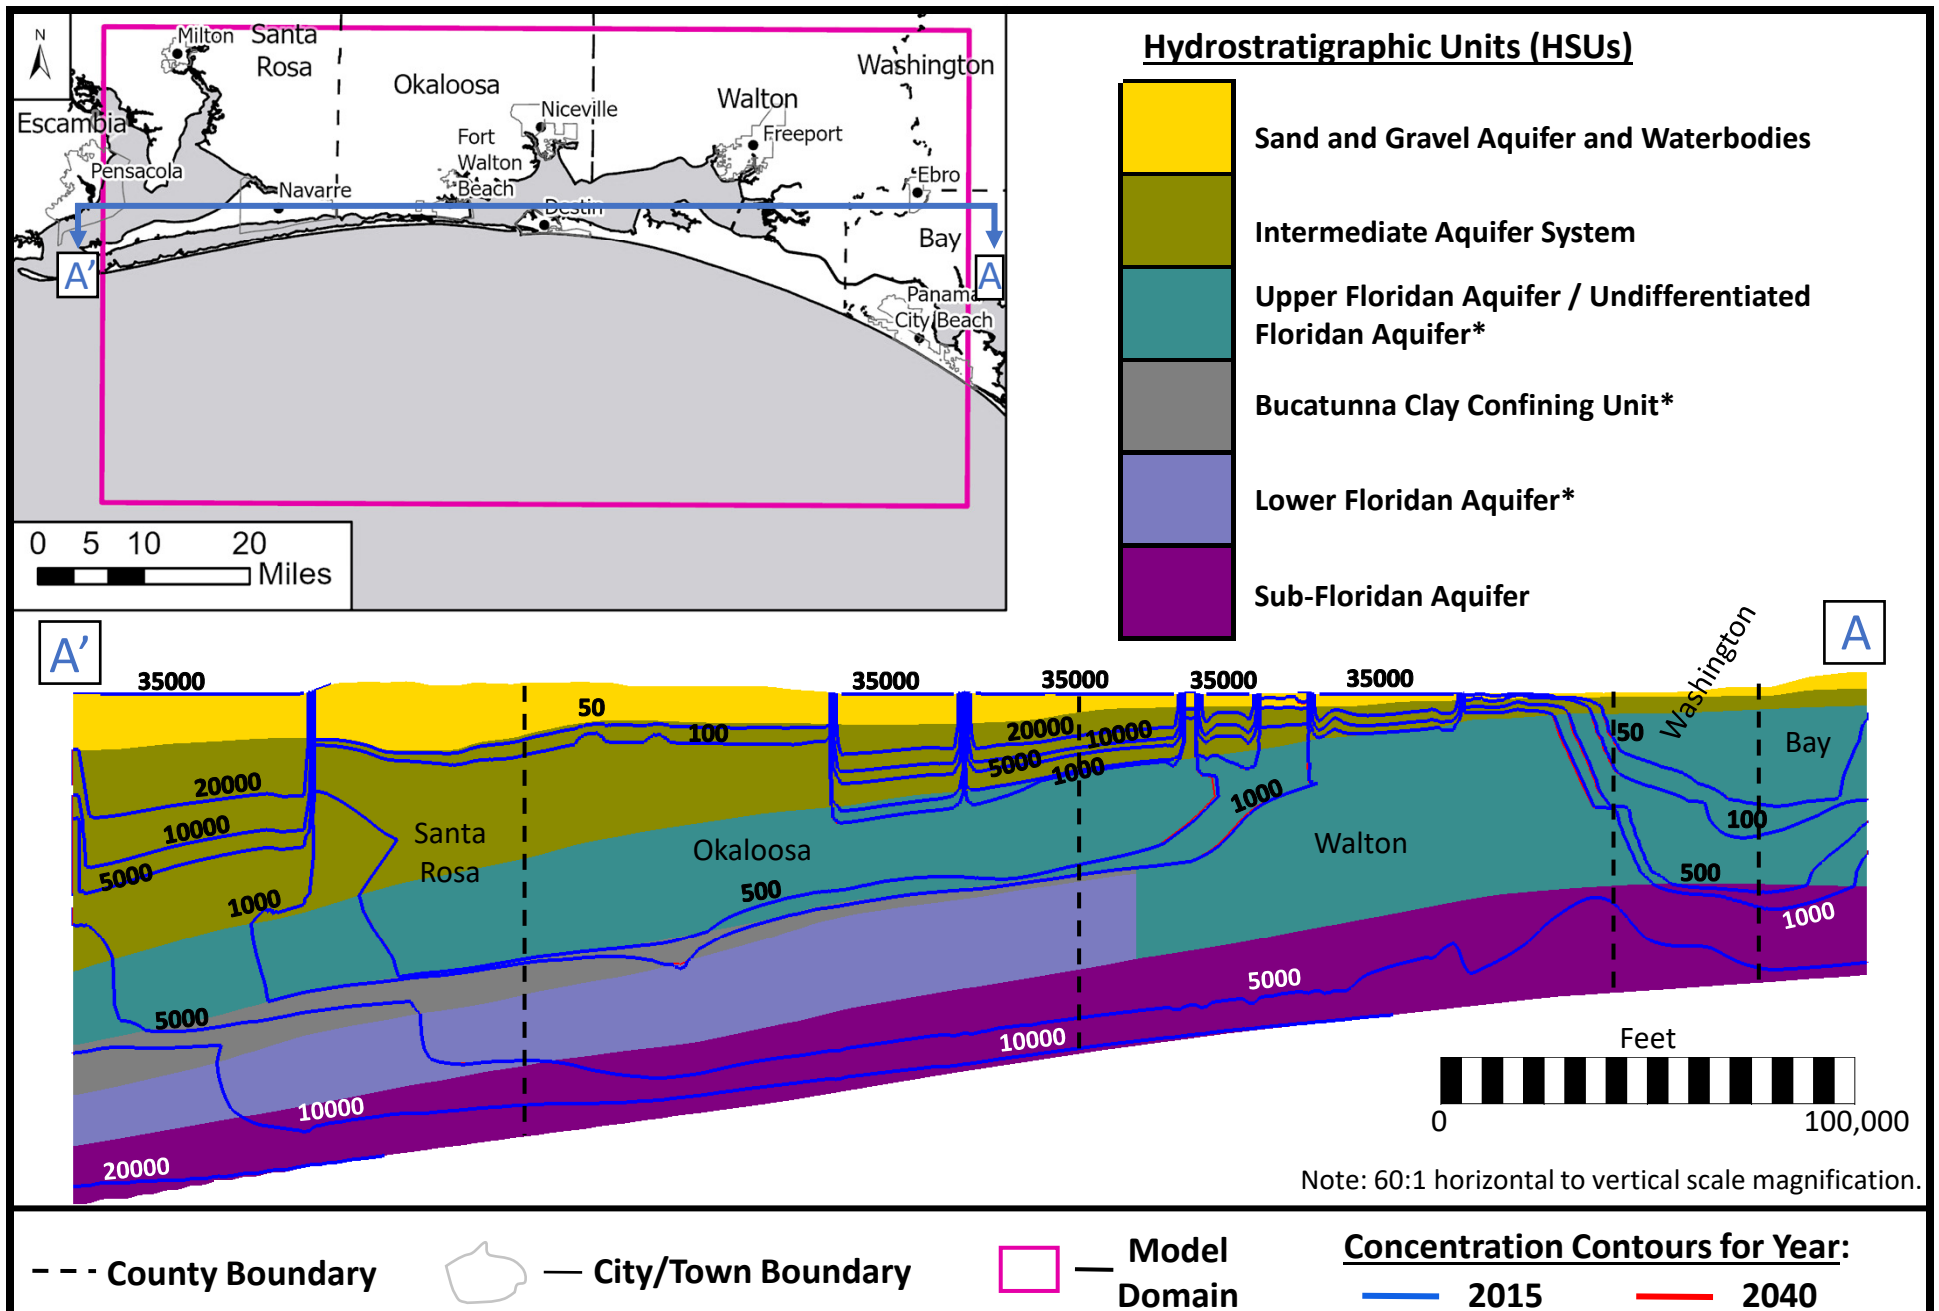 N
Milton
Santa
Rosa
Okaloosa
Washington
Walton
Escambia
Niceville
Fort
Walton
Beach
Freeport
Pensacola
Navarre
Destin
Ebro
Bay
A'
A
Panama
City Beach
0 5 10 20
Miles
Hydrostratigraphic Units (HSUs)
Sand and Gravel Aquifer and Waterbodies
Intermediate Aquifer System
Upper Floridan Aquifer / Undifferentiated
Floridan Aquifer*
Bucatunna Clay Confining Unit*
Lower Floridan Aquifer*
Sub-Floridan Aquifer
A'
A
35000
35000
35000
35000
35000
Washington
50
100
20000
10000
5000
1000
50
Bay
20000
10000
5000
1000
1000
Santa
Rosa
Okaloosa
Walton
100
500
500
1000
5000
5000
10000
10000
20000
Feet
0 100,000
Note: 60:1 horizontal to vertical scale magnification.
County Boundary
City/Town Boundary
Model
Domain
Concentration Contours for Year:
2015
2040